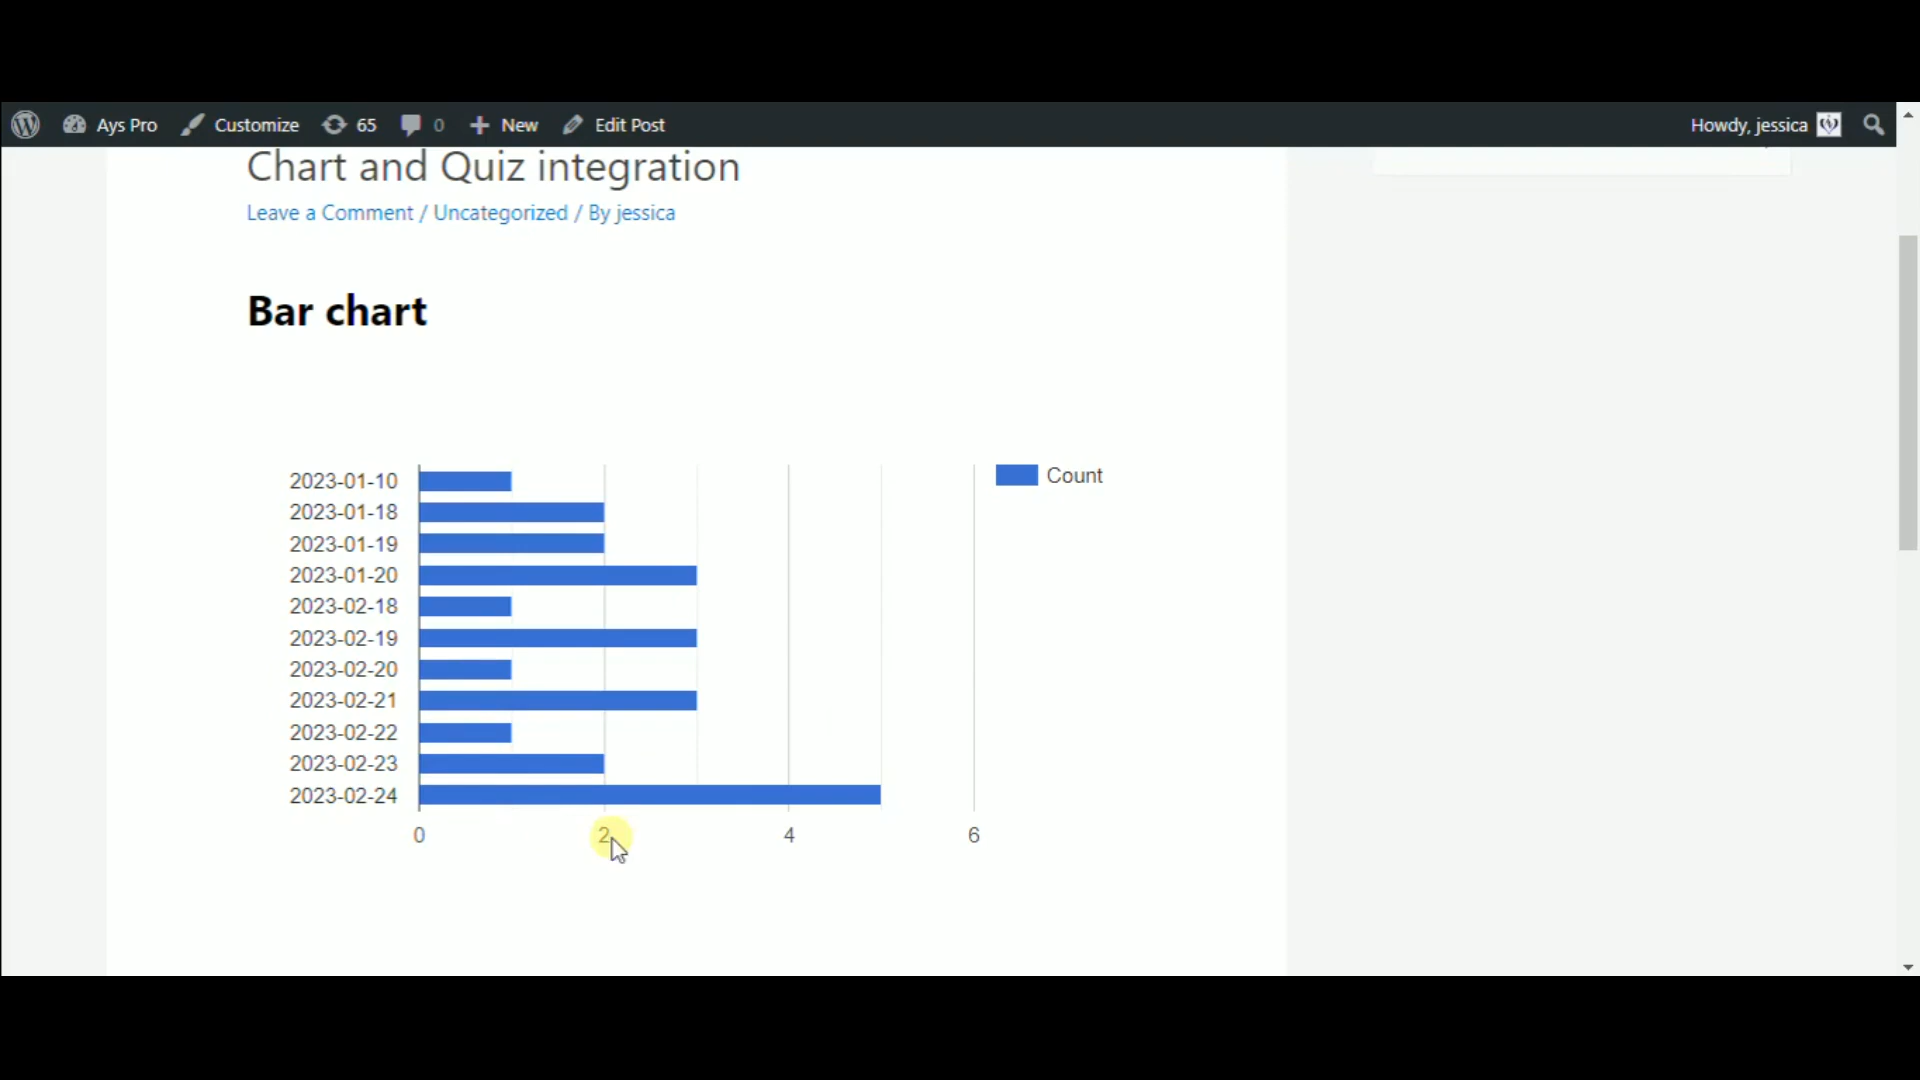 Ays Pro Customize 65 0 New Edit Post Howdy, jessica
Chart and Quiz integration
Leave a Comment / Uncategorized / By jessica
Bar chart
Count
2023-01-10
2023-01-18
2023-01-19
2023-01-20
2023-02-18
2023-02-19
2023-02-20
2023-02-21
2023-02-22
2023-02-23
2023-02-24
0 2 4 6